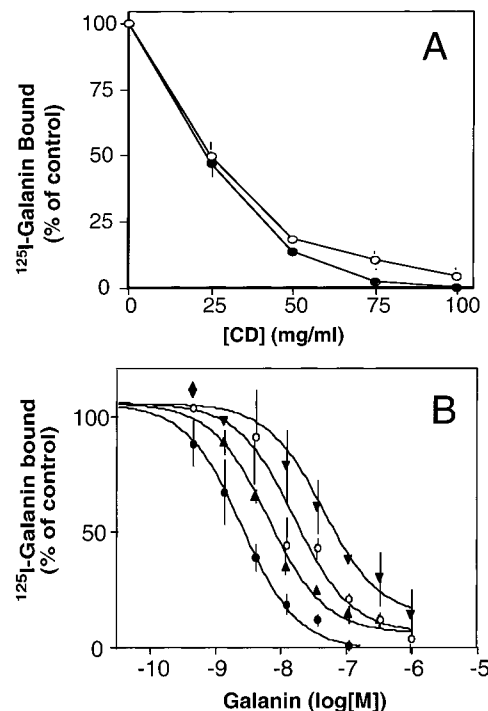 A
100
75
50
25
0
¹²⁵I-Galanin Bound
(% of control)
0 25 50 75 100
[CD] (mg/ml)
B
100
50
0
¹²⁵I-Galanin bound
(% of control)
-10 -9 -8 -7 -6 -5
Galanin (log[M])